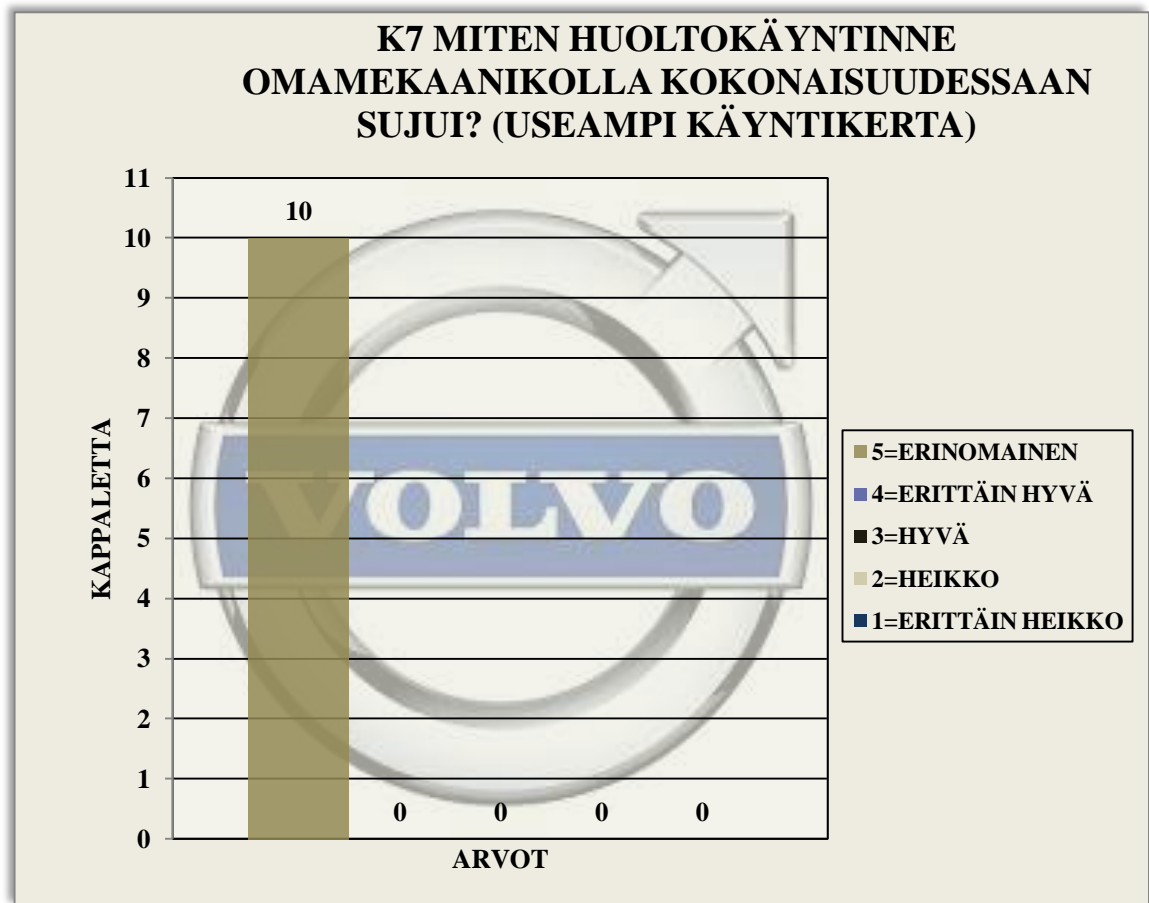 K7 MITEN HUOLTOKÄYNTINNE
OMAMEKAANIKOLLA KOKONAISUUDESSAAN
SUJUI? (USEAMPI KÄYNTIKERTA)
11
10
9
8
7
6
5
4
3
2
1
0
KAPPALETTA
10
0
0
0
0
VOLVO
ARVOT
5=ERINOMAINEN
4=ERITTÄIN HYVÄ
3=HYVÄ
2=HEIKKO
1=ERITTÄIN HEIKKO